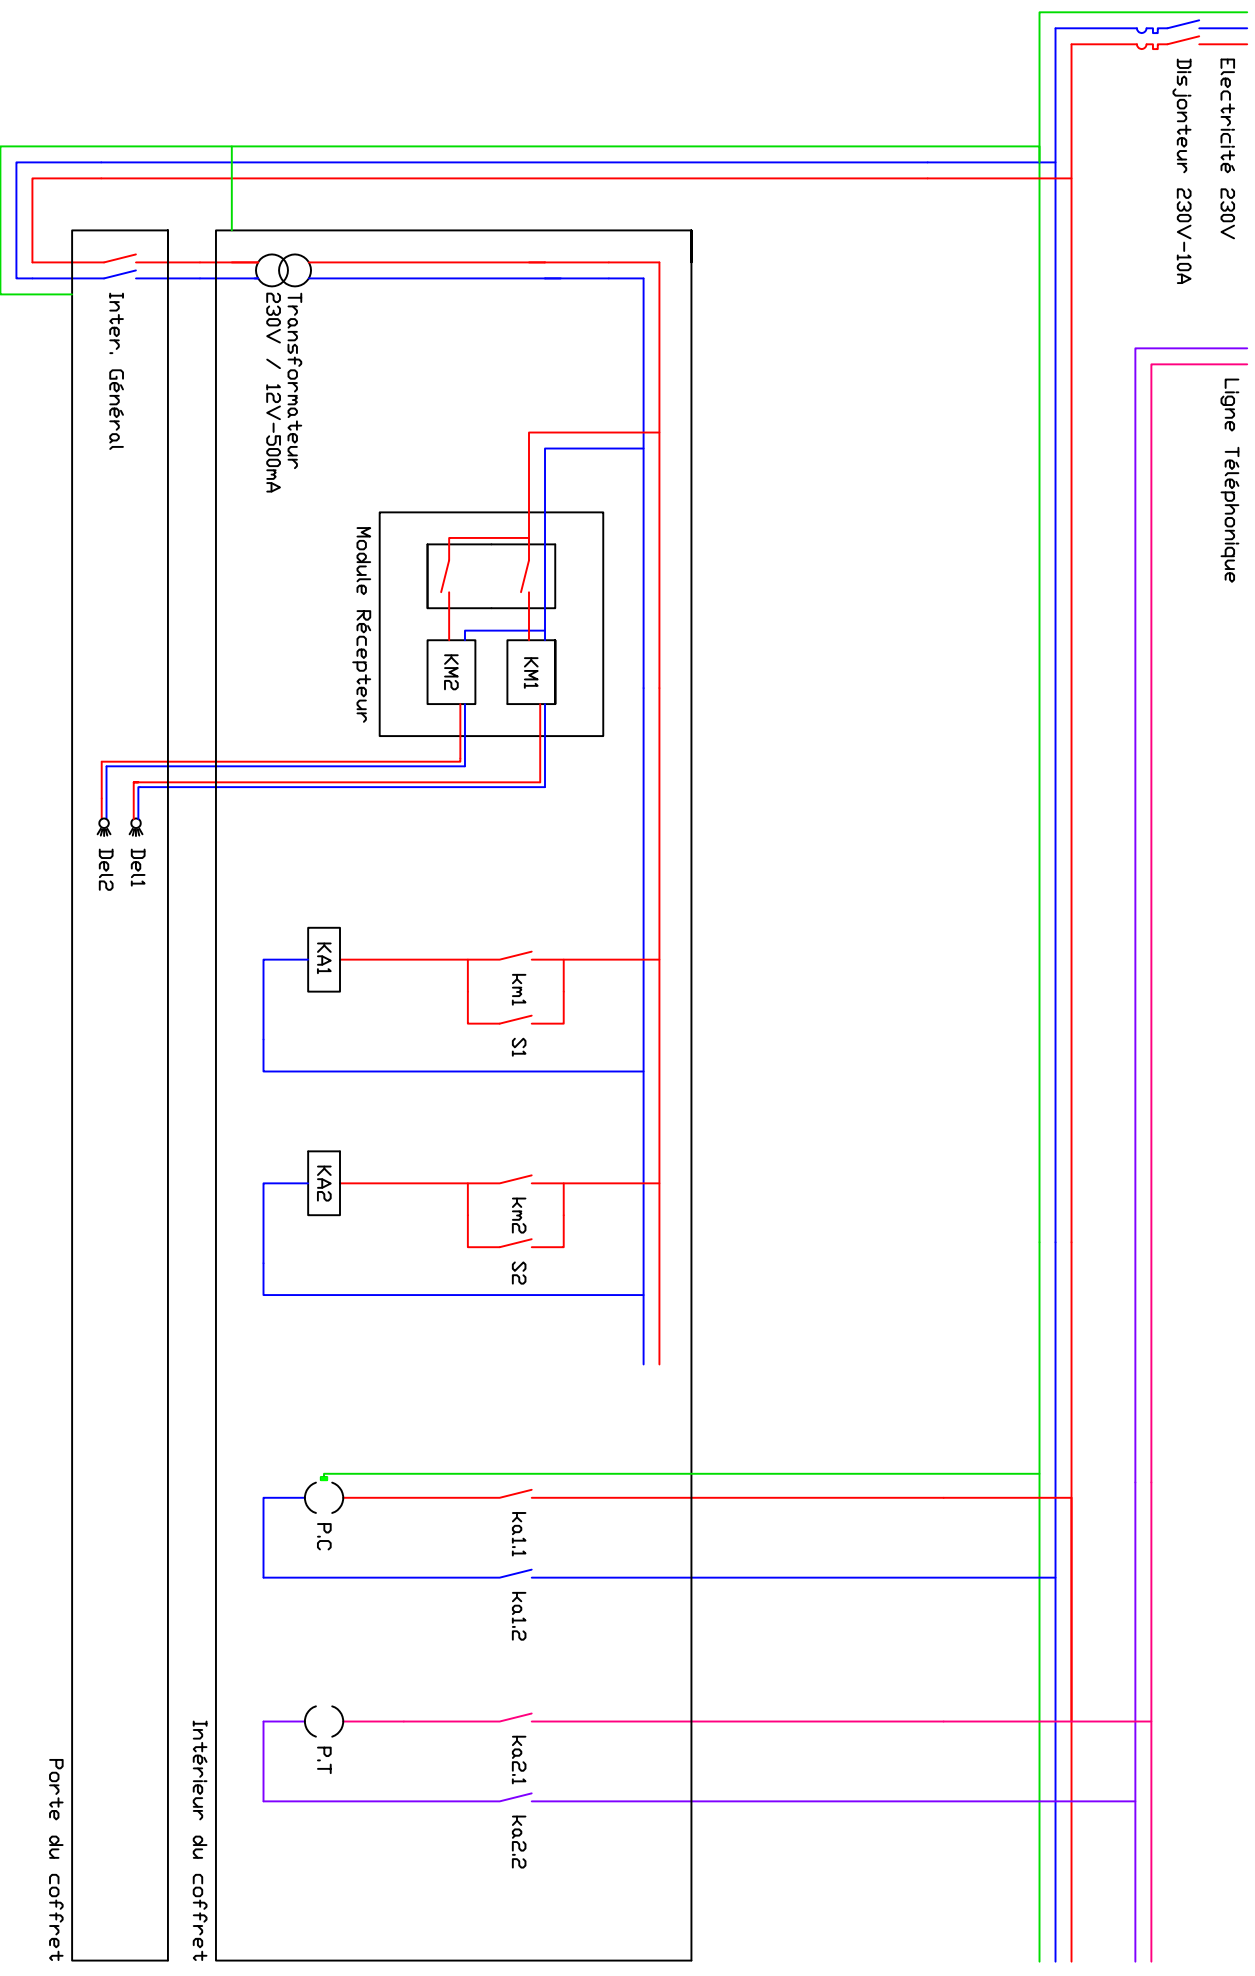 Electricité 230V
Disjonteur 230V-10A
Ligne Téléphonique
Inter. Général
Transformateur
230V / 12V-500mA
Module Récepteur
KM1
KM2
Del1
Del2
KA1
km1
S1
KA2
km2
S2
P.C
ka1.1
ka1.2
P.T
ka2.1
ka2.2
Intérieur du coffret
Porte du coffret